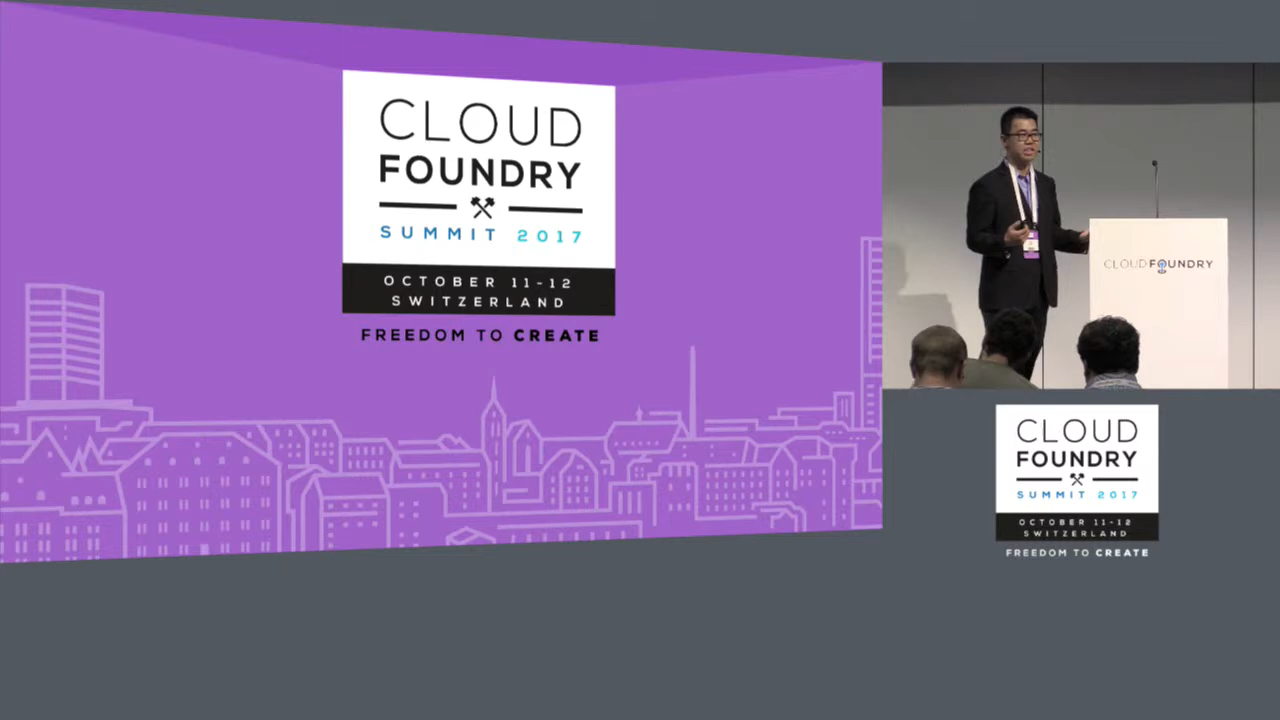 CLOUD
FOUNDRY
SUMMIT 2017
OCTOBER 11-12
SWITZERLAND
FREEDOM TO CREATE
CLOUDFOUNDRY
CLOUD
FOUNDRY
SUMMIT 2017
OCTOBER 11-12
SWITZERLAND
FREEDOM TO CREATE